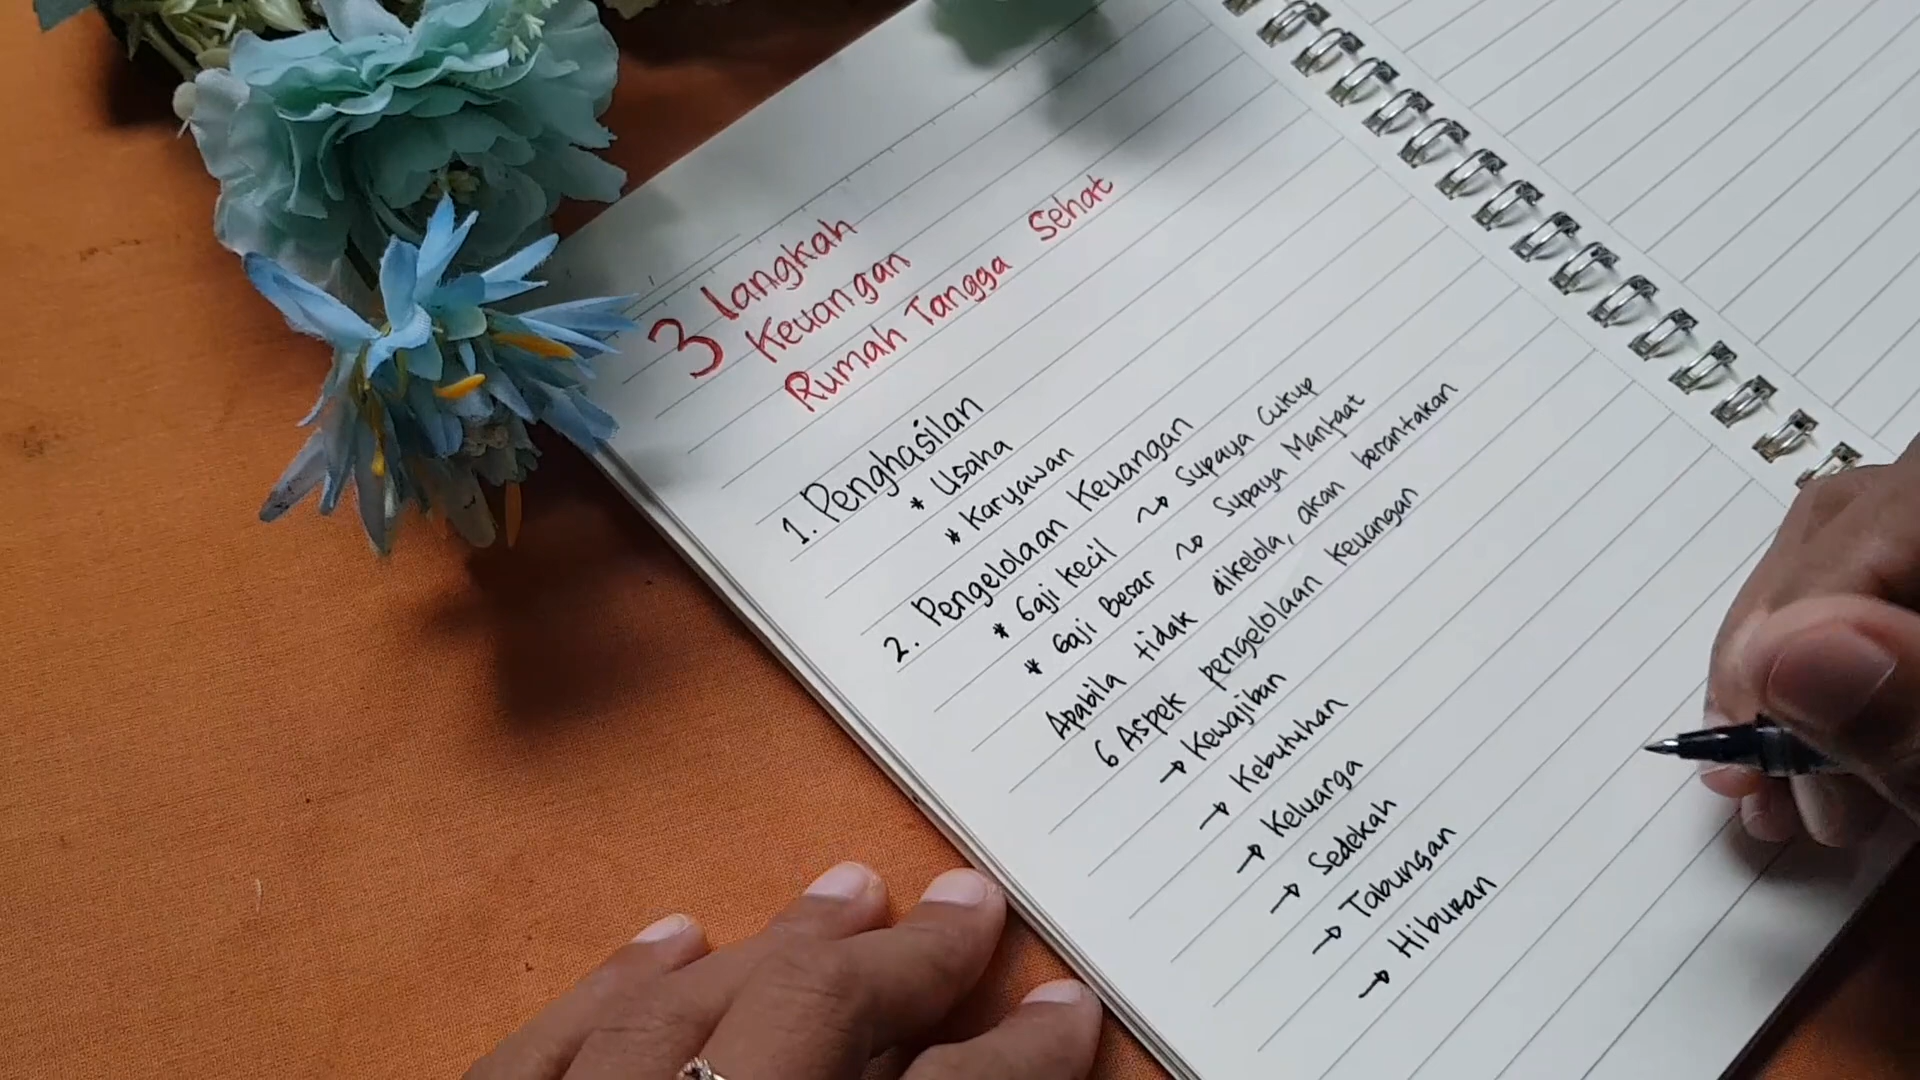 3 langkah
Keuangan
Rumah Tangga Sehat
1. Penghasilan
* Usaha
* Karyawan
2. Pengelolaan Keuangan
* Gaji kecil ~> Supaya Cukup
* Gaji Besar ~> Supaya Manfaat
Apabila tidak dikelola, akan berantakan
6 Aspek pengelolaan Keuangan
→ Kewajiban
→ Kebutuhan
→ Keluarga
→ Sedekah
→ Tabungan
→ Hiburan